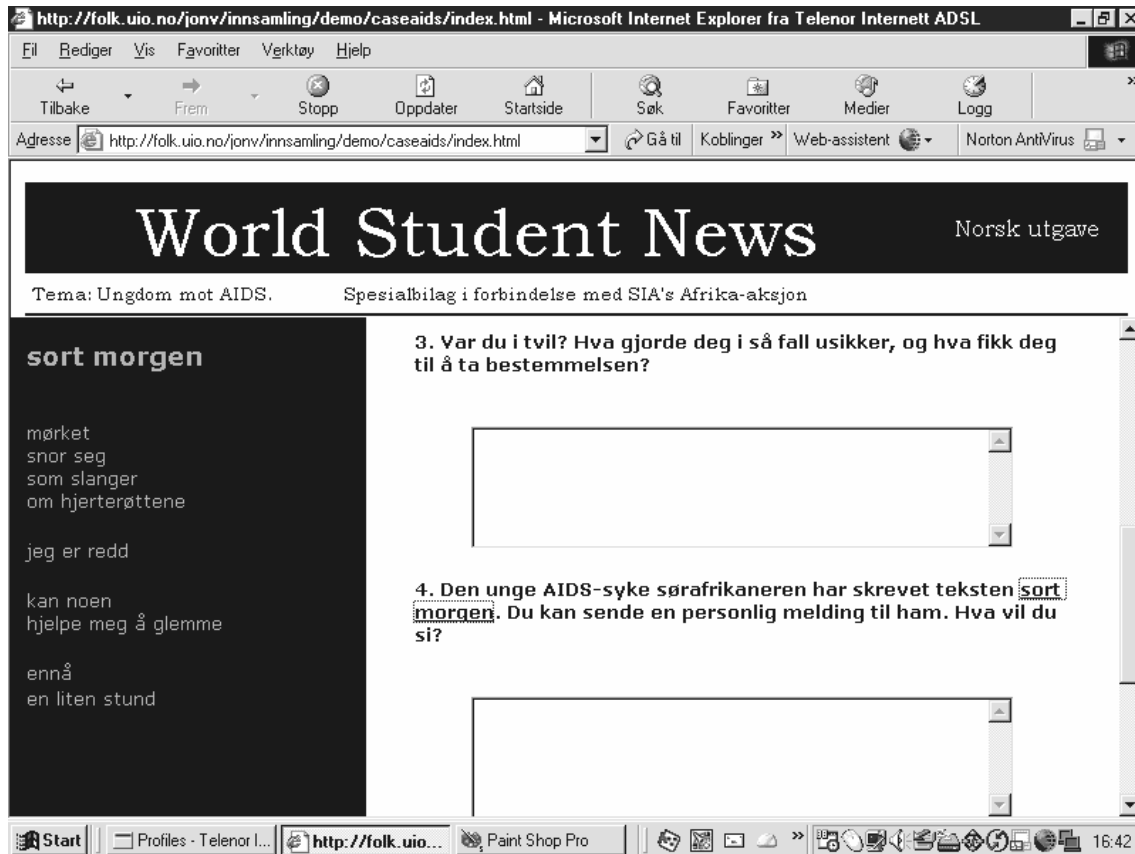 http://folk.uio.no/jonv/innsamling/demo/caseaids/index.html - Microsoft Internet Explorer fra Telenor Internett ADSL
Fil Rediger Vis Favoritter Verktøy Hjelp
Tilbake Frem Stopp Oppdater Startside Søk Favoritter Medier Logg »
Adresse http://folk.uio.no/jonv/innsamling/demo/caseaids/index.html Gå til Koblinger » Web-assistent Norton AntiVirus
World Student News Norsk utgave
Tema: Ungdom mot AIDS. Spesialbilag i forbindelse med SIA's Afrika-aksjon
sort morgen
mørket
snor seg
som slanger
om hjerterøttene
jeg er redd
kan noen
hjelpe meg å glemme
ennå
en liten stund
3. Var du i tvil? Hva gjorde deg i så fall usikker, og hva fikk deg
til å ta bestemmelsen?
4. Den unge AIDS-syke sørafrikaneren har skrevet teksten sort
morgen. Du kan sende en personlig melding til ham. Hva vil du
si?
Start Profiles - Telenor I... http://folk.uio... Paint Shop Pro » 16:42